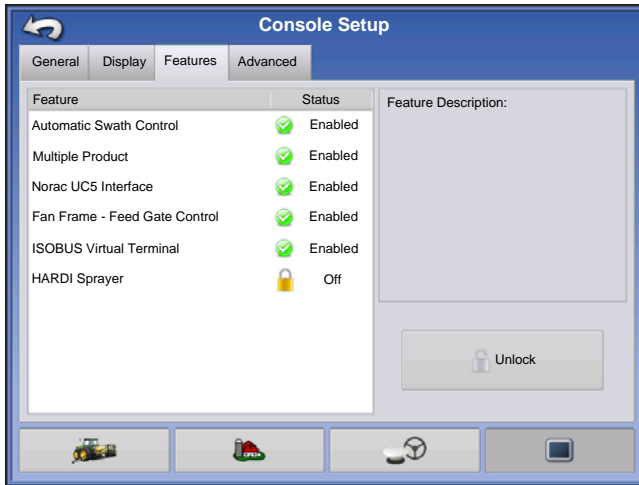 Console Setup
General Display Features Advanced
Feature Status
Automatic Swath Control Enabled
Multiple Product Enabled
Norac UC5 Interface Enabled
Fan Frame - Feed Gate Control Enabled
ISOBUS Virtual Terminal Enabled
HARDI Sprayer Off
Feature Description:
Unlock